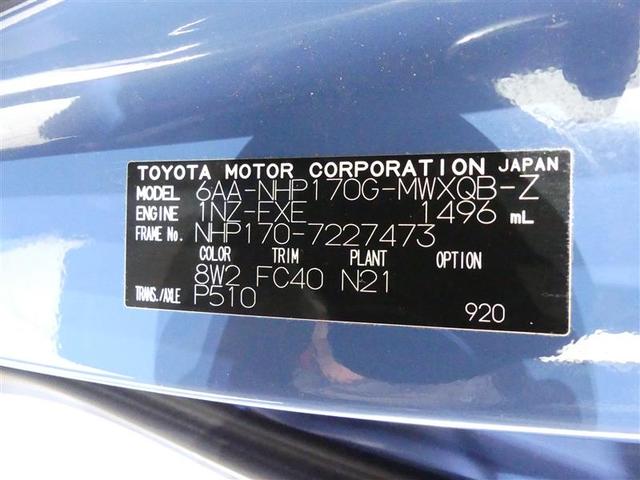 TOYOTA MOTOR CORPORATION JAPAN
MODEL 6AA-NHP170G-MWXQB-Z
ENGINE 1NZ-FXE 1496 mL
FRAME No. NHP170-7227473
COLOR TRIM PLANT OPTION
8W2 FC40 N21
TRANS./AXLE P510
920